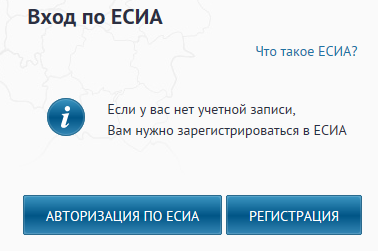 Вход по ЕСИА
Что такое ЕСИА?
Если у вас нет учетной записи,
Вам нужно зарегистрироваться в ЕСИА
АВТОРИЗАЦИЯ ПО ЕСИА
РЕГИСТРАЦИЯ